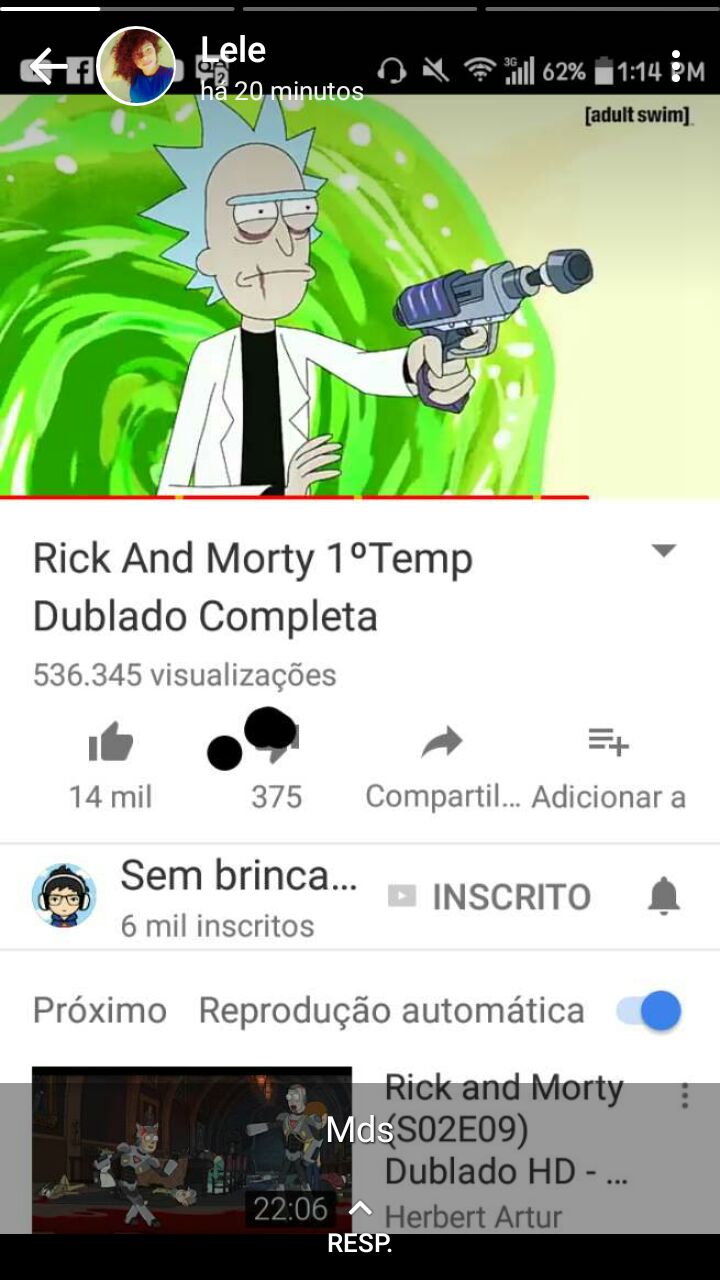 Lele
há 20 minutos
3G
62%
1:14 PM
[adult swim]
Rick And Morty 1ºTemp
Dublado Completa
536.345 visualizações
14 mil
375
Compartil...
Adicionar a
Sem brinca...
6 mil inscritos
INSCRITO
Próximo
Reprodução automática
22:06
Rick and Morty
(S02E09)
Dublado HD - ...
Herbert Artur
Mds
RESP.